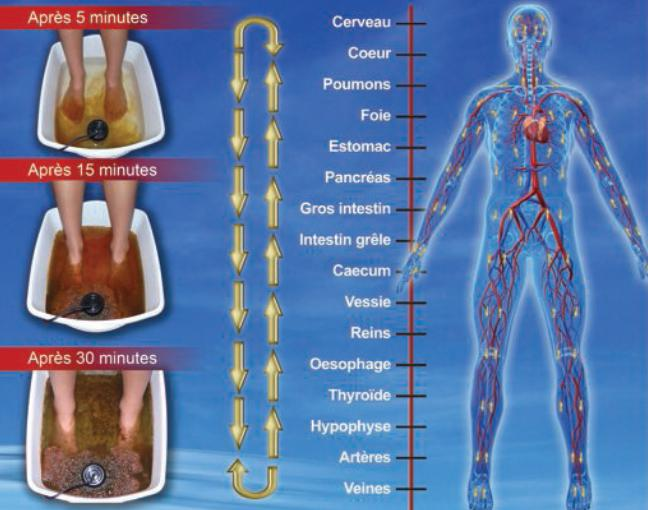 Après 5 minutes
Après 15 minutes
Après 30 minutes
Cerveau
Coeur
Poumons
Foie
Estomac
Pancréas
Gros intestin
Intestin grêle
Caecum
Vessie
Reins
Oesophage
Thyroïde
Hypophyse
Artères
Veines